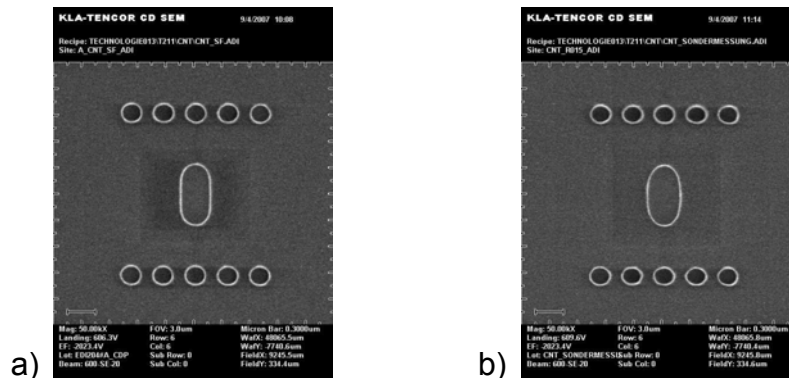 KLA-TENCOR CD SEM 9/4/2007 10:08
Recipe: TECHNOLOGIE013\T211\CNT\CNT_SF.ADI
Site: A_CNT_SF_ADI
Mag: 50.00kX FOV: 3.0um Micron Bar: 0.3000um
Landing: 606.3V Row: 6 WafX: 48065.5um
EF: -2023.4V Col: 6 WafY: -7740.6um
Lot: EDI204#A_CDP Sub Row: 0 FieldX: 9245.5um
Beam: 600-SE-20 Sub Col: 0 FieldY: 334.4um
a)
KLA-TENCOR CD SEM 9/4/2007 11:14
Recipe: TECHNOLOGIE013\T211\CNT\CNT_SONDERMESSUNG.ADI
Site: CNT_R015_ADI
Mag: 50.00kX FOV: 3.0um Micron Bar: 0.3000um
Landing: 609.6V Row: 6 WafX: 48065.0um
EF: -2023.4V Col: 6 WafY: -7740.4um
Lot: CNT_SONDERMESSU Sub Row: 0 FieldX: 9245.0um
Beam: 600-SE-20 Sub Col: 0 FieldY: 334.6um
b)